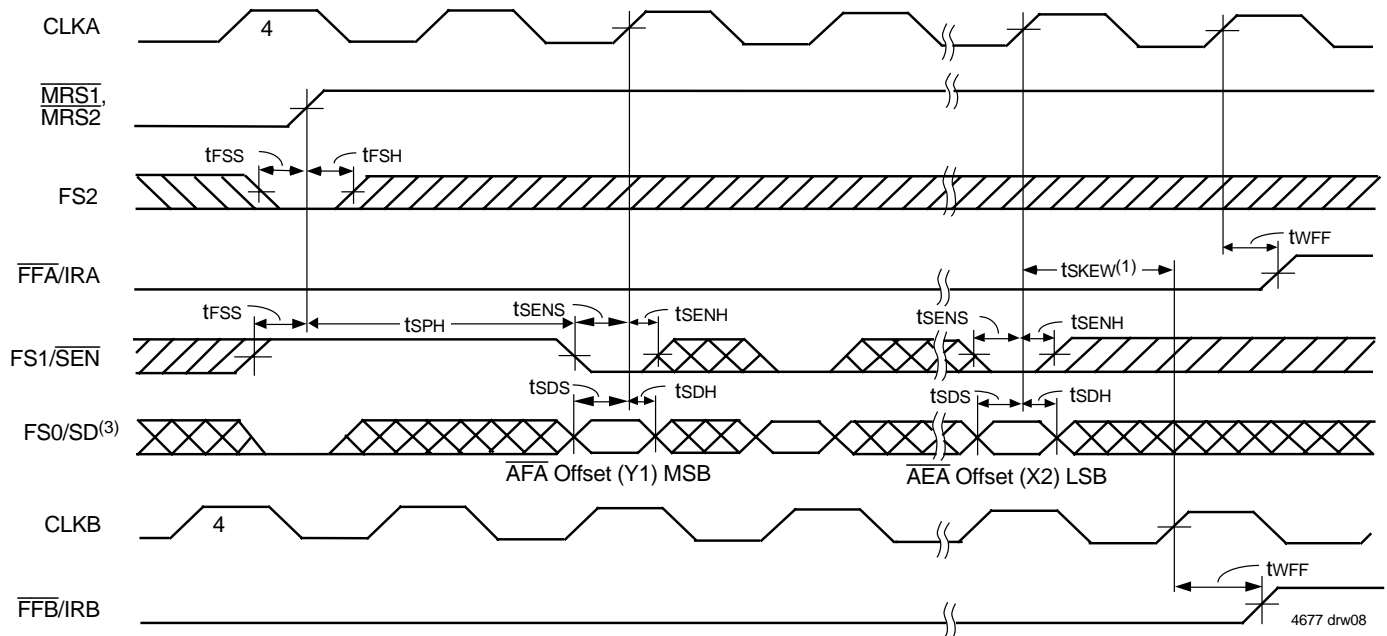 CLKA
4
MRS1,
MRS2
tFSS
tFSH
FS2
tWFF
FFA/IRA
tSKEW(1)
tFSS
tSPH
tSENS
tSENH
tSENS
tSENH
FS1/SEN
tSDS
tSDH
tSDS
tSDH
FS0/SD(3)
AFA Offset (Y1) MSB
AEA Offset (X2) LSB
CLKB
4
tWFF
FFB/IRB
4677 drw08